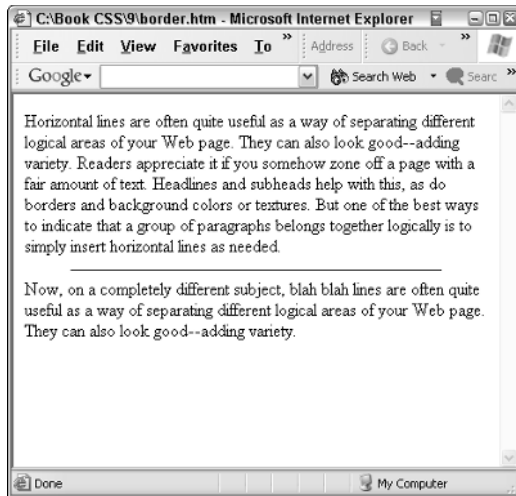 C:\Book CSS\9\border.htm - Microsoft Internet Explorer
File Edit View Favorites To » Address Back »
Google Search Web Searc »
Horizontal lines are often quite useful as a way of separating different
logical areas of your Web page. They can also look good--adding
variety. Readers appreciate it if you somehow zone off a page with a
fair amount of text. Headlines and subheads help with this, as do
borders and background colors or textures. But one of the best ways
to indicate that a group of paragraphs belongs together logically is to
simply insert horizontal lines as needed.
Now, on a completely different subject, blah blah lines are often quite
useful as a way of separating different logical areas of your Web page.
They can also look good--adding variety.
Done My Computer